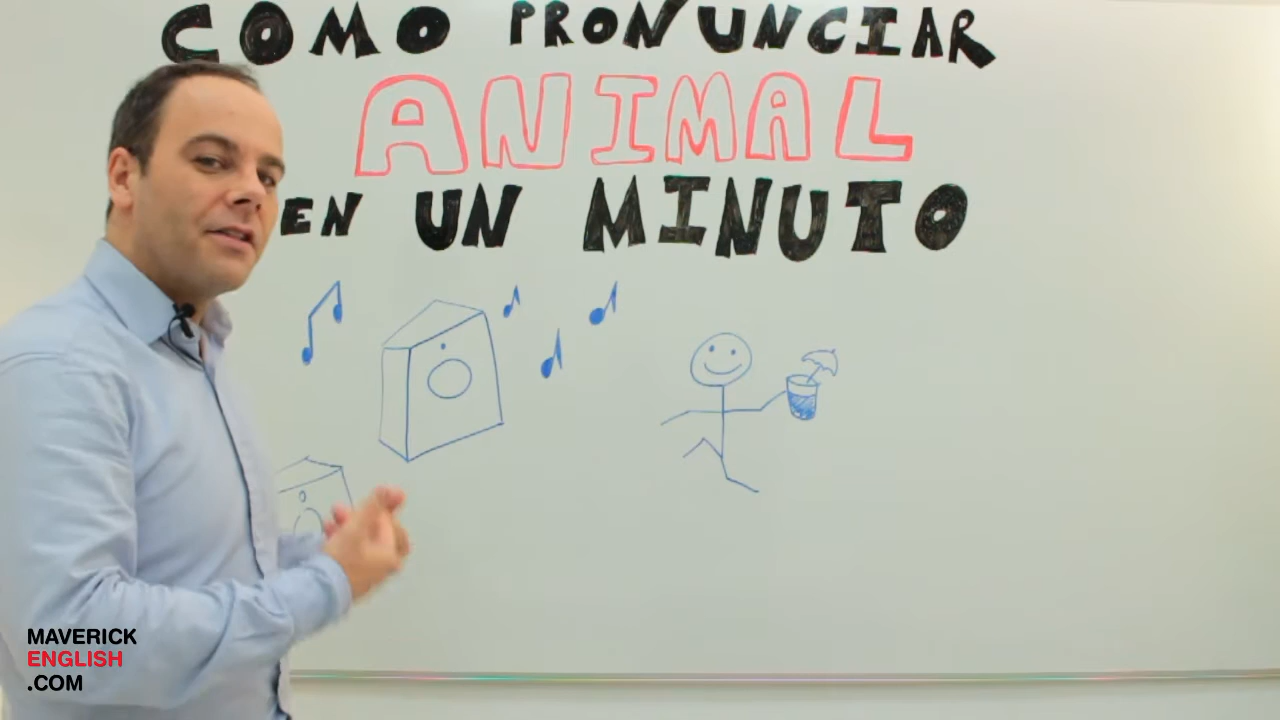 COMO PRONUNCIAR
ANIMAL
EN UN MINUTO
MAVERICK
ENGLISH
.COM